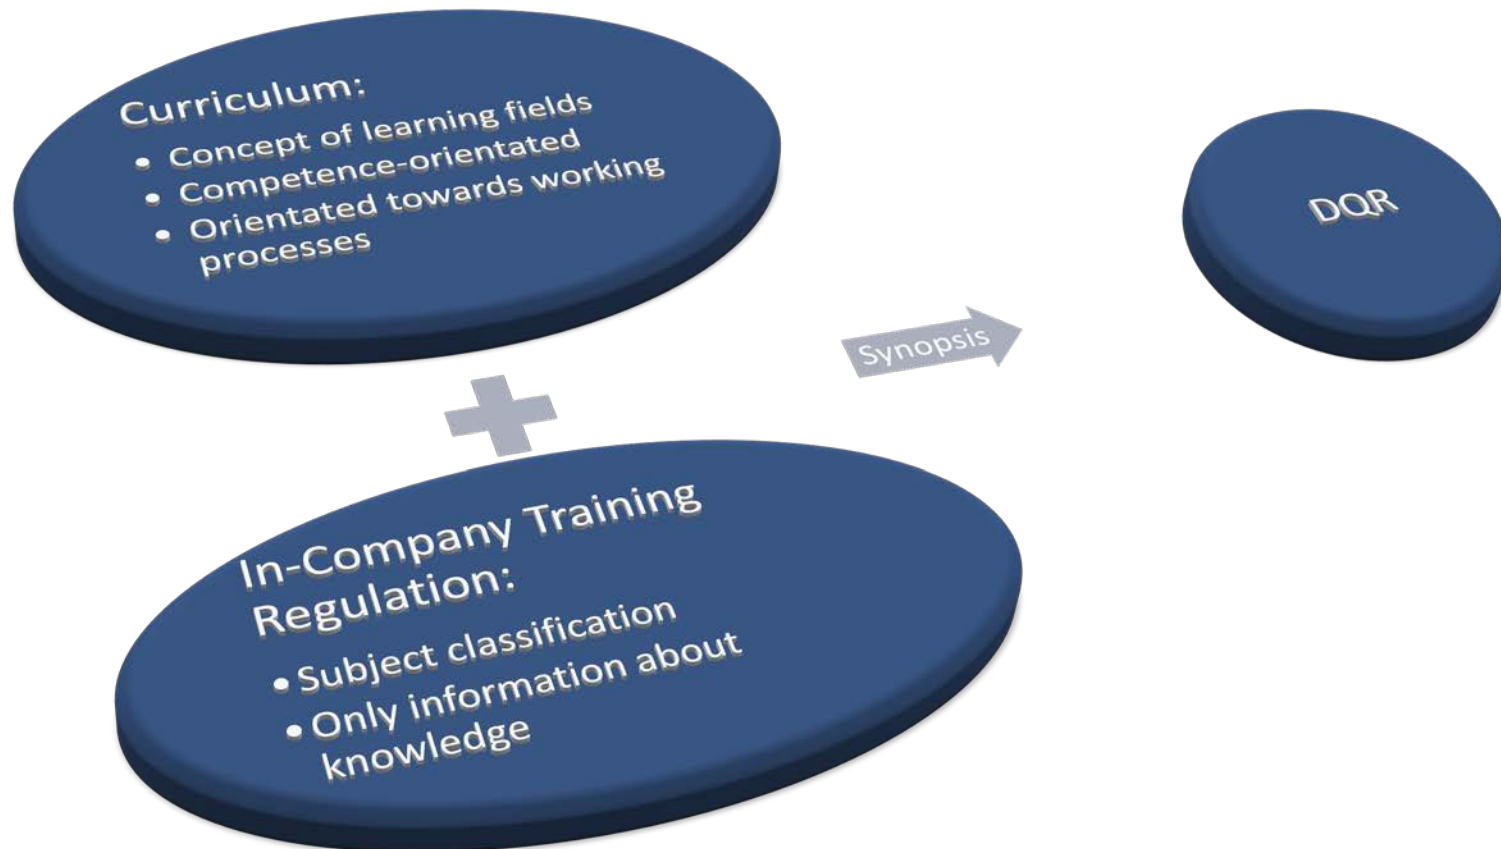 Curriculum:
• Concept of learning fields
• Competence-orientated
• Orientated towards working
processes
Synopsis
DQR
In-Company Training
Regulation:
• Subject classification
• Only information about
knowledge